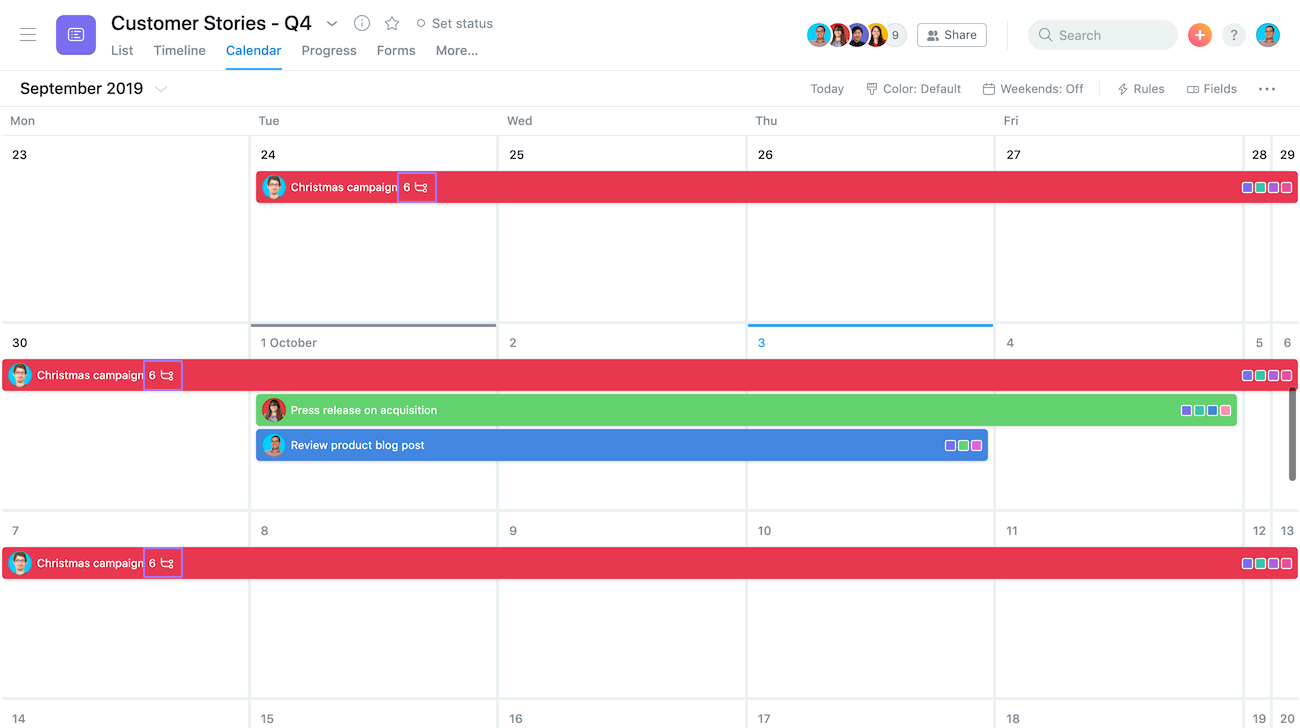 Customer Stories - Q4
Set status
List Timeline Calendar Progress Forms More...
9
Share
Search
+
?
September 2019
Today Color: Default Weekends: Off Rules Fields
Mon Tue Wed Thu Fri
23 24 25 26 27 28 29
Christmas campaign 6
30 1 October 2 3 4 5 6
Christmas campaign 6
Press release on acquisition
Review product blog post
7 8 9 10 11 12 13
Christmas campaign 6
14 15 16 17 18 19 20